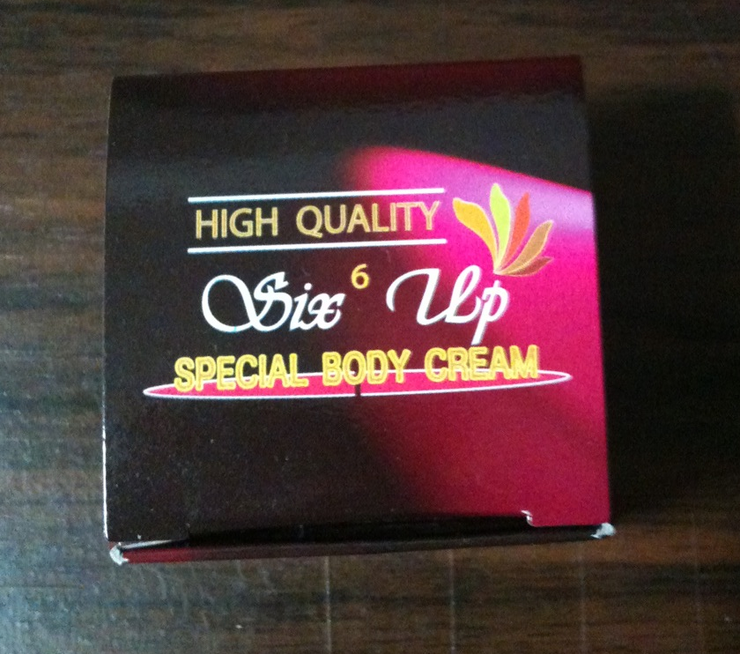 HIGH QUALITY
Six 6 Up
SPECIAL BODY CREAM